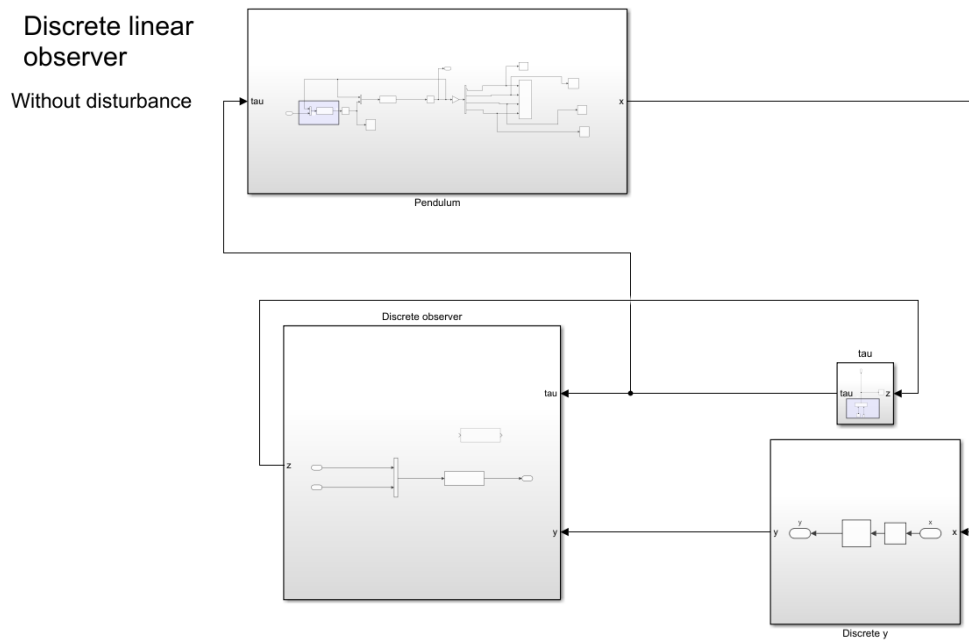 Discrete linear
observer
Without disturbance
tau
x
Pendulum
Discrete observer
tau
z
y
tau
tau
z
y
y
x
x
Discrete y